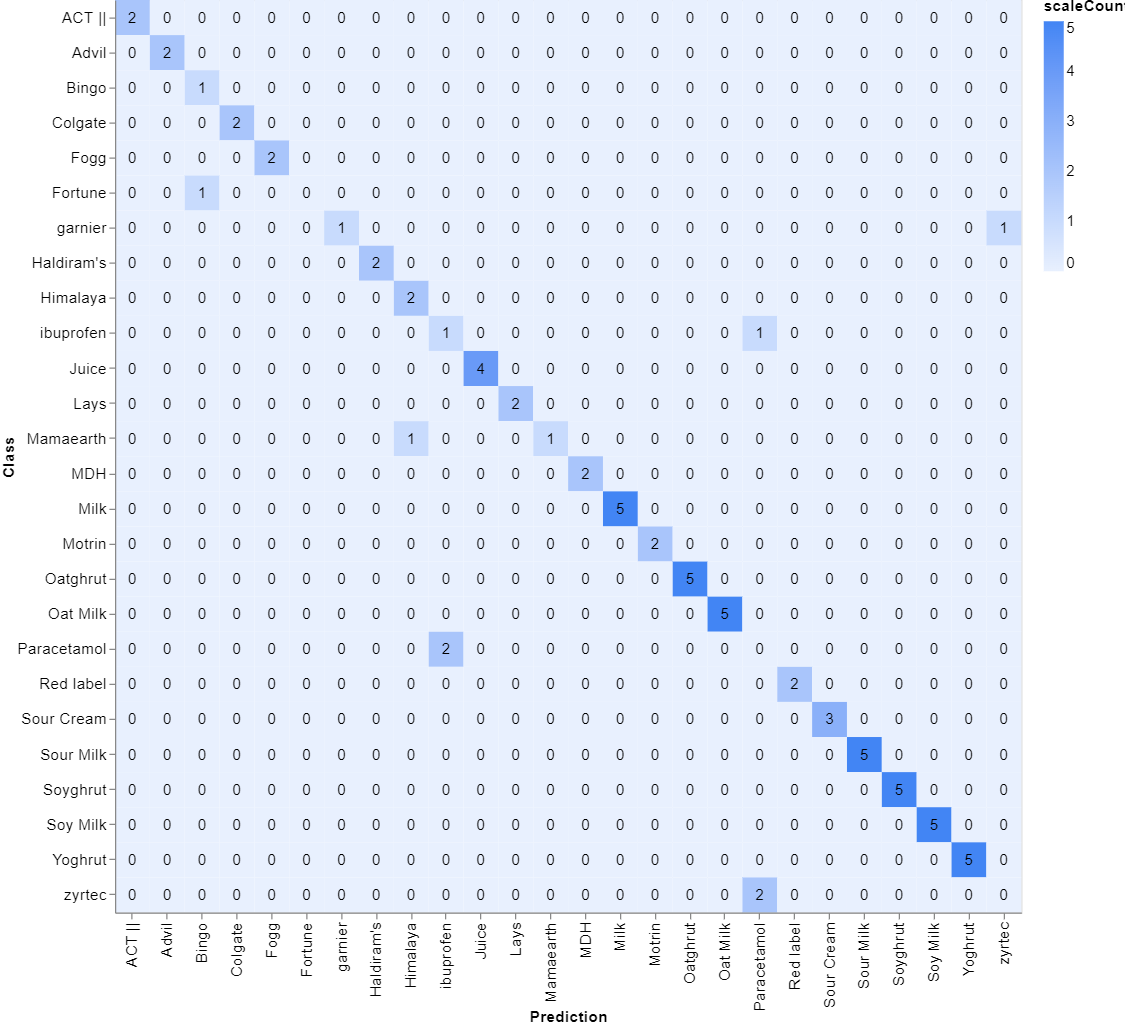 scaleCount
5
4
3
2
1
0
Class
ACT || 2 0 0 0 0 0 0 0 0 0 0 0 0 0 0 0 0 0 0 0 0 0 0 0 0 0
Advil 0 2 0 0 0 0 0 0 0 0 0 0 0 0 0 0 0 0 0 0 0 0 0 0 0 0
Bingo 0 0 1 0 0 0 0 0 0 0 0 0 0 0 0 0 0 0 0 0 0 0 0 0 0 0
Colgate 0 0 0 2 0 0 0 0 0 0 0 0 0 0 0 0 0 0 0 0 0 0 0 0 0 0
Fogg 0 0 0 0 2 0 0 0 0 0 0 0 0 0 0 0 0 0 0 0 0 0 0 0 0 0
Fortune 0 0 1 0 0 0 0 0 0 0 0 0 0 0 0 0 0 0 0 0 0 0 0 0 0 0
garnier 0 0 0 0 0 0 1 0 0 0 0 0 0 0 0 0 0 0 0 0 0 0 0 0 0 1
Haldiram's 0 0 0 0 0 0 0 2 0 0 0 0 0 0 0 0 0 0 0 0 0 0 0 0 0 0
Himalaya 0 0 0 0 0 0 0 0 2 0 0 0 0 0 0 0 0 0 0 0 0 0 0 0 0 0
ibuprofen 0 0 0 0 0 0 0 0 0 1 0 0 0 0 0 0 0 0 1 0 0 0 0 0 0 0
Juice 0 0 0 0 0 0 0 0 0 0 4 0 0 0 0 0 0 0 0 0 0 0 0 0 0 0
Lays 0 0 0 0 0 0 0 0 0 0 0 2 0 0 0 0 0 0 0 0 0 0 0 0 0 0
Mamaearth 0 0 0 0 0 0 0 0 1 0 0 0 1 0 0 0 0 0 0 0 0 0 0 0 0 0
MDH 0 0 0 0 0 0 0 0 0 0 0 0 0 2 0 0 0 0 0 0 0 0 0 0 0 0
Milk 0 0 0 0 0 0 0 0 0 0 0 0 0 0 5 0 0 0 0 0 0 0 0 0 0 0
Motrin 0 0 0 0 0 0 0 0 0 0 0 0 0 0 0 2 0 0 0 0 0 0 0 0 0 0
Oatghrut 0 0 0 0 0 0 0 0 0 0 0 0 0 0 0 0 5 0 0 0 0 0 0 0 0 0
Oat Milk 0 0 0 0 0 0 0 0 0 0 0 0 0 0 0 0 0 5 0 0 0 0 0 0 0 0
Paracetamol 0 0 0 0 0 0 0 0 0 2 0 0 0 0 0 0 0 0 0 0 0 0 0 0 0 0
Red label 0 0 0 0 0 0 0 0 0 0 0 0 0 0 0 0 0 0 0 2 0 0 0 0 0 0
Sour Cream 0 0 0 0 0 0 0 0 0 0 0 0 0 0 0 0 0 0 0 0 3 0 0 0 0 0
Sour Milk 0 0 0 0 0 0 0 0 0 0 0 0 0 0 0 0 0 0 0 0 0 5 0 0 0 0
Soyghrut 0 0 0 0 0 0 0 0 0 0 0 0 0 0 0 0 0 0 0 0 0 0 5 0 0 0
Soy Milk 0 0 0 0 0 0 0 0 0 0 0 0 0 0 0 0 0 0 0 0 0 0 0 5 0 0
Yoghrut 0 0 0 0 0 0 0 0 0 0 0 0 0 0 0 0 0 0 0 0 0 0 0 0 5 0
zyrtec 0 0 0 0 0 0 0 0 0 0 0 0 0 0 0 0 0 0 2 0 0 0 0 0 0 0
ACT || Advil Bingo Colgate Fogg Fortune garnier Haldiram's Himalaya ibuprofen Juice Lays Mamaearth MDH Milk Motrin Oatghrut Oat Milk Paracetamol Red label Sour Cream Sour Milk Soyghrut Soy Milk Yoghrut zyrtec
Prediction